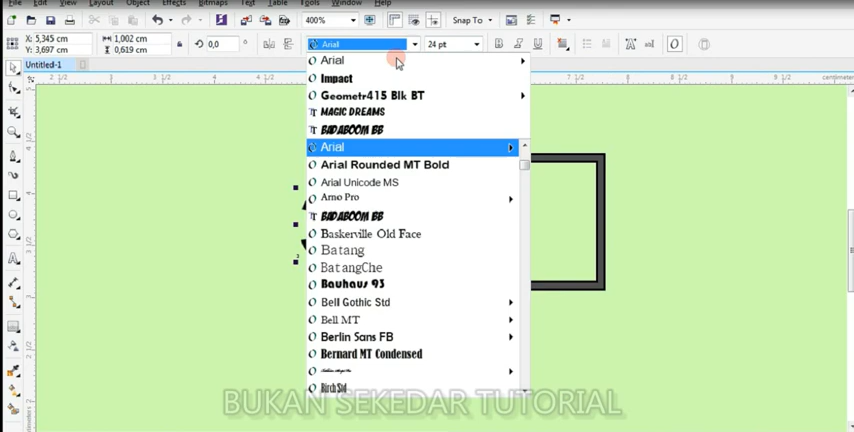 File Edit View Layout Object Effects Bitmaps Text Table Tools Window Help
400% Snap To
X: 5,345 cm 1,002 cm 0,0 Arial 24 pt
Y: 3,697 cm 0,619 cm
Untitled-1
Arial
Impact
Geometr415 Blk BT
MAGIC DREAMS
BADABOOM BB
Arial
Arial Rounded MT Bold
Arial Unicode MS
Arno Pro
BADABOOM BB
Baskerville Old Face
Batang
BatangChe
Bauhaus 93
Bell Gothic Std
Bell MT
Berlin Sans FB
Bernard MT Condensed
Birch Std
BUKAN SEKEDAR TUTORIAL